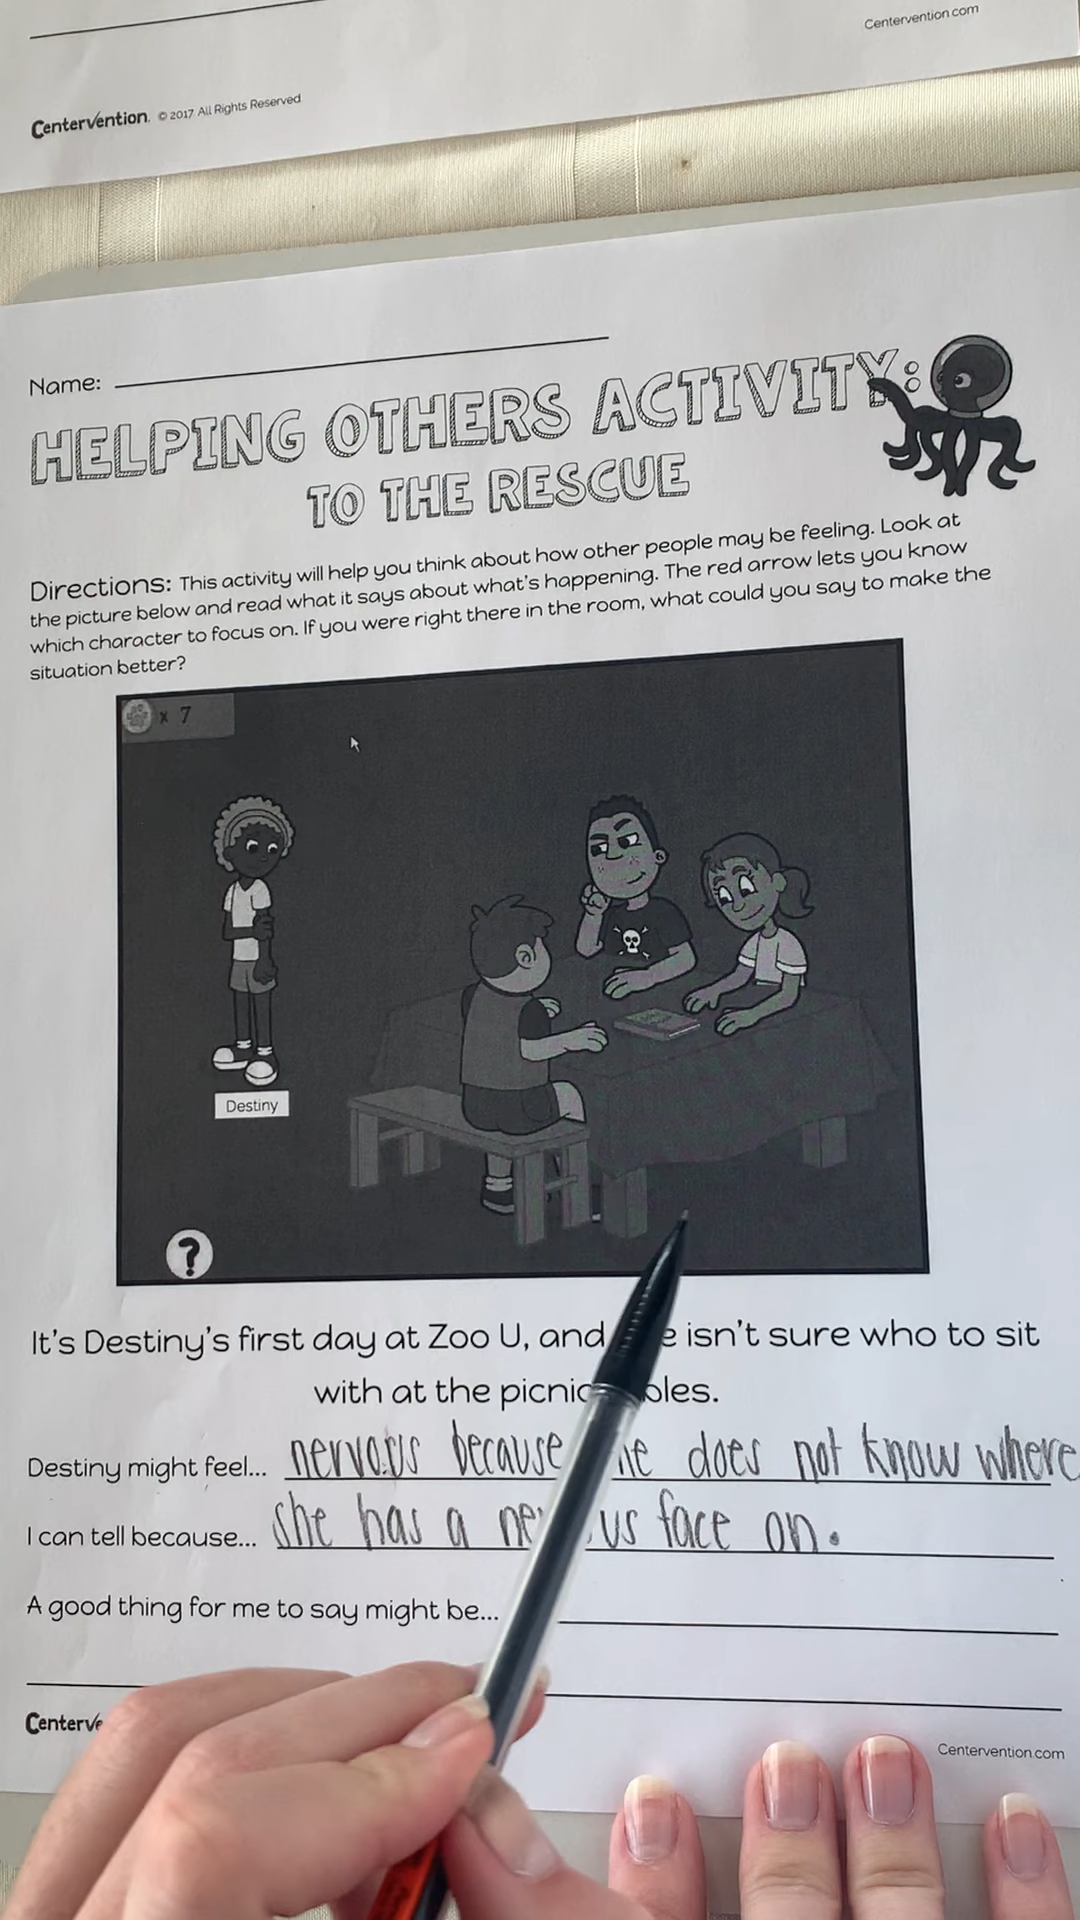 Centervention.com
Centervention. © 2017 All Rights Reserved
Name:
HELPING OTHERS ACTIVITY:
TO THE RESCUE
Directions: This activity will help you think about how other people may be feeling. Look at
the picture below and read what it says about what's happening. The red arrow lets you know
which character to focus on. If you were right there in the room, what could you say to make the
situation better?
x 7
Destiny
?
It's Destiny's first day at Zoo U, and isn't sure who to sit
with at the picnic
Destiny might feel... nervous because does not know where
I can tell because... She has a face on.
A good thing for me to say might be...
Centervention.com